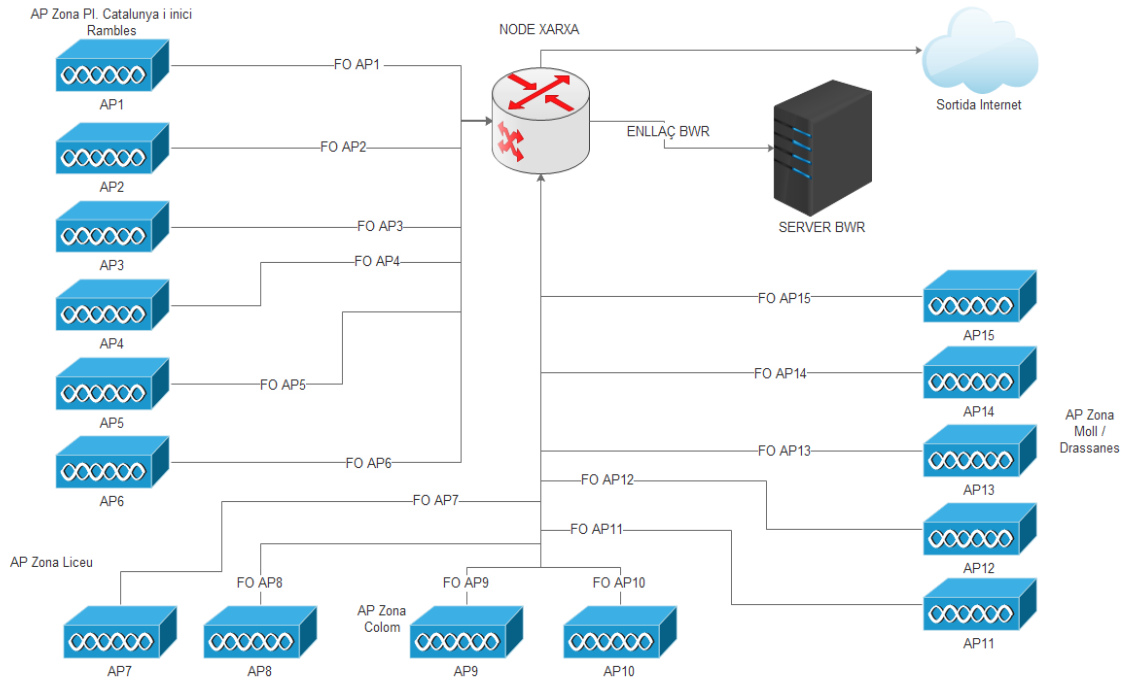 AP Zona Pl. Catalunya i inici
Rambles
NODE XARXA
FO AP1
AP1
Sortida Internet
ENLLAÇ BWR
FO AP2
AP2
SERVER BWR
FO AP3
AP3
FO AP4
AP4
FO AP5
AP5
FO AP6
AP6
FO AP15
AP15
FO AP14
AP14
AP Zona
Moll /
Drassanes
FO AP13
AP13
FO AP12
AP12
FO AP11
AP11
FO AP7
AP Zona Liceu
AP7
FO AP8
AP8
AP Zona
Colom
FO AP9
AP9
FO AP10
AP10